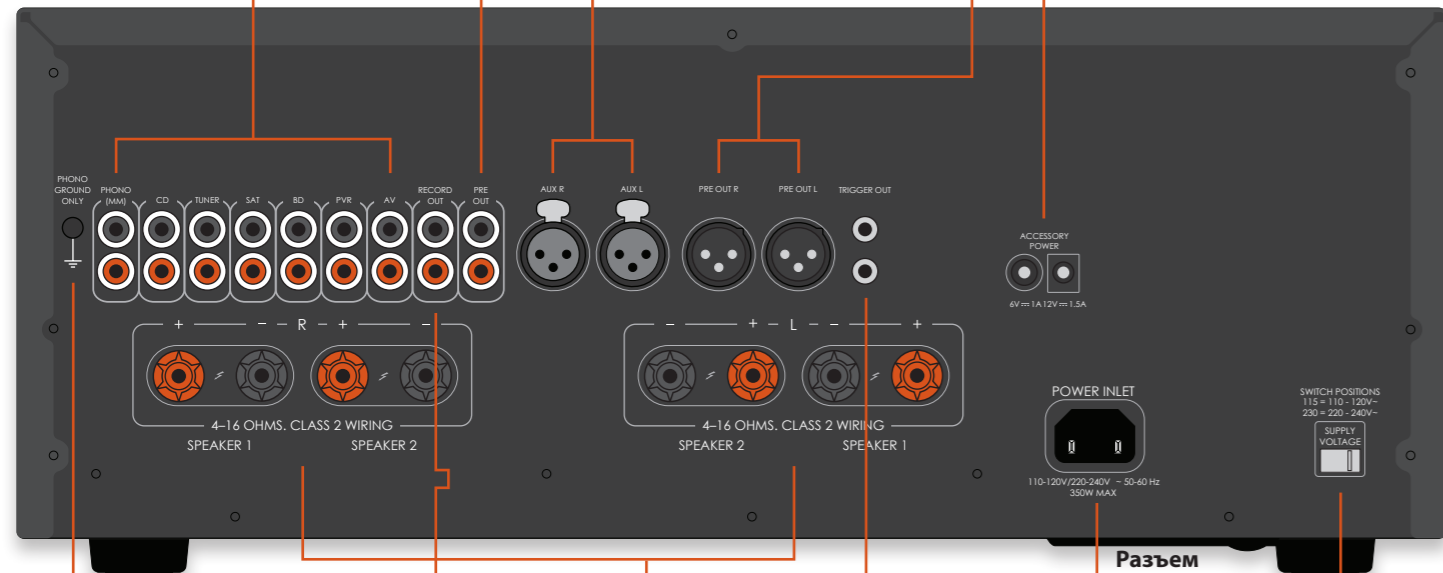 PHONO
GROUND
ONLY
PHONO
(MM)
CD
TUNER
SAT
BD
PVR
AV
RECORD
OUT
PRE
OUT
AUX R
AUX L
PRE OUT R
PRE OUT L
TRIGGER OUT
ACCESSORY
POWER
6V ⎓ 1A 12V ⎓ 1.5A
+ − R + −
− + L − +
4–16 OHMS. CLASS 2 WIRING
SPEAKER 1 SPEAKER 2
4–16 OHMS. CLASS 2 WIRING
SPEAKER 2 SPEAKER 1
POWER INLET
110-120V/220-240V ~ 50-60 Hz
350W MAX
SWITCH POSITIONS
115 = 110 - 120V~
230 = 220 - 240V~
SUPPLY
VOLTAGE
Разъем